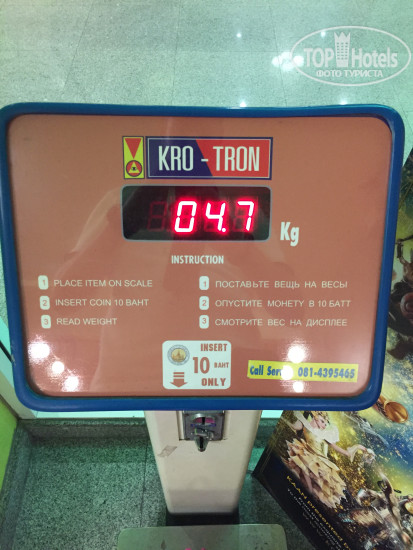 TOP Hotels
ФОТО ТУРИСТА
KRO - TRON
04.7 Kg
INSTRUCTION
1 PLACE ITEM ON SCALE
2 INSERT COIN 10 BAHT
3 READ WEIGHT
1 ПОСТАВЬТЕ ВЕЩЬ НА ВЕСЫ
2 ОПУСТИТЕ МОНЕТУ В 10 БАТТ
3 СМОТРИТЕ ВЕС НА ДИСПЛЕЕ
INSERT
10 BAHT
ONLY
Call Service 081-4395465